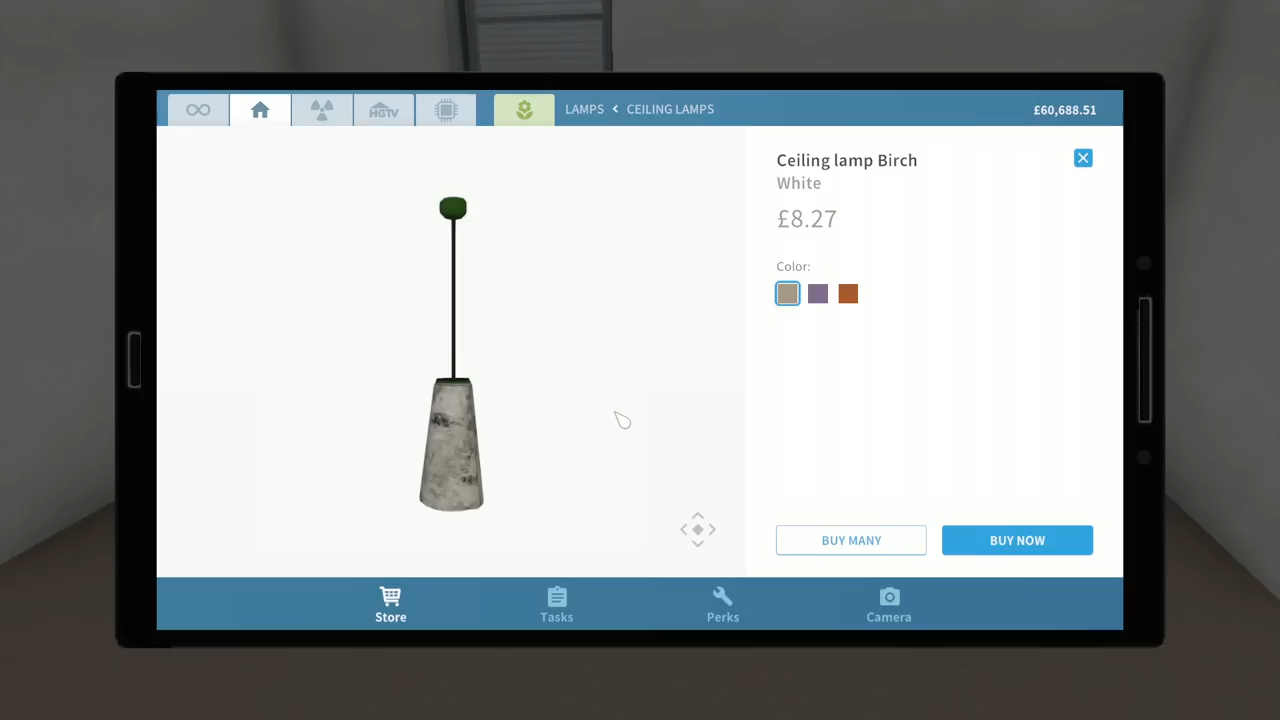 HGTV
LAMPS < CEILING LAMPS
£60,688.51
Ceiling lamp Birch
White
£8.27
Color:
BUY MANY
BUY NOW
Store
Tasks
Perks
Camera